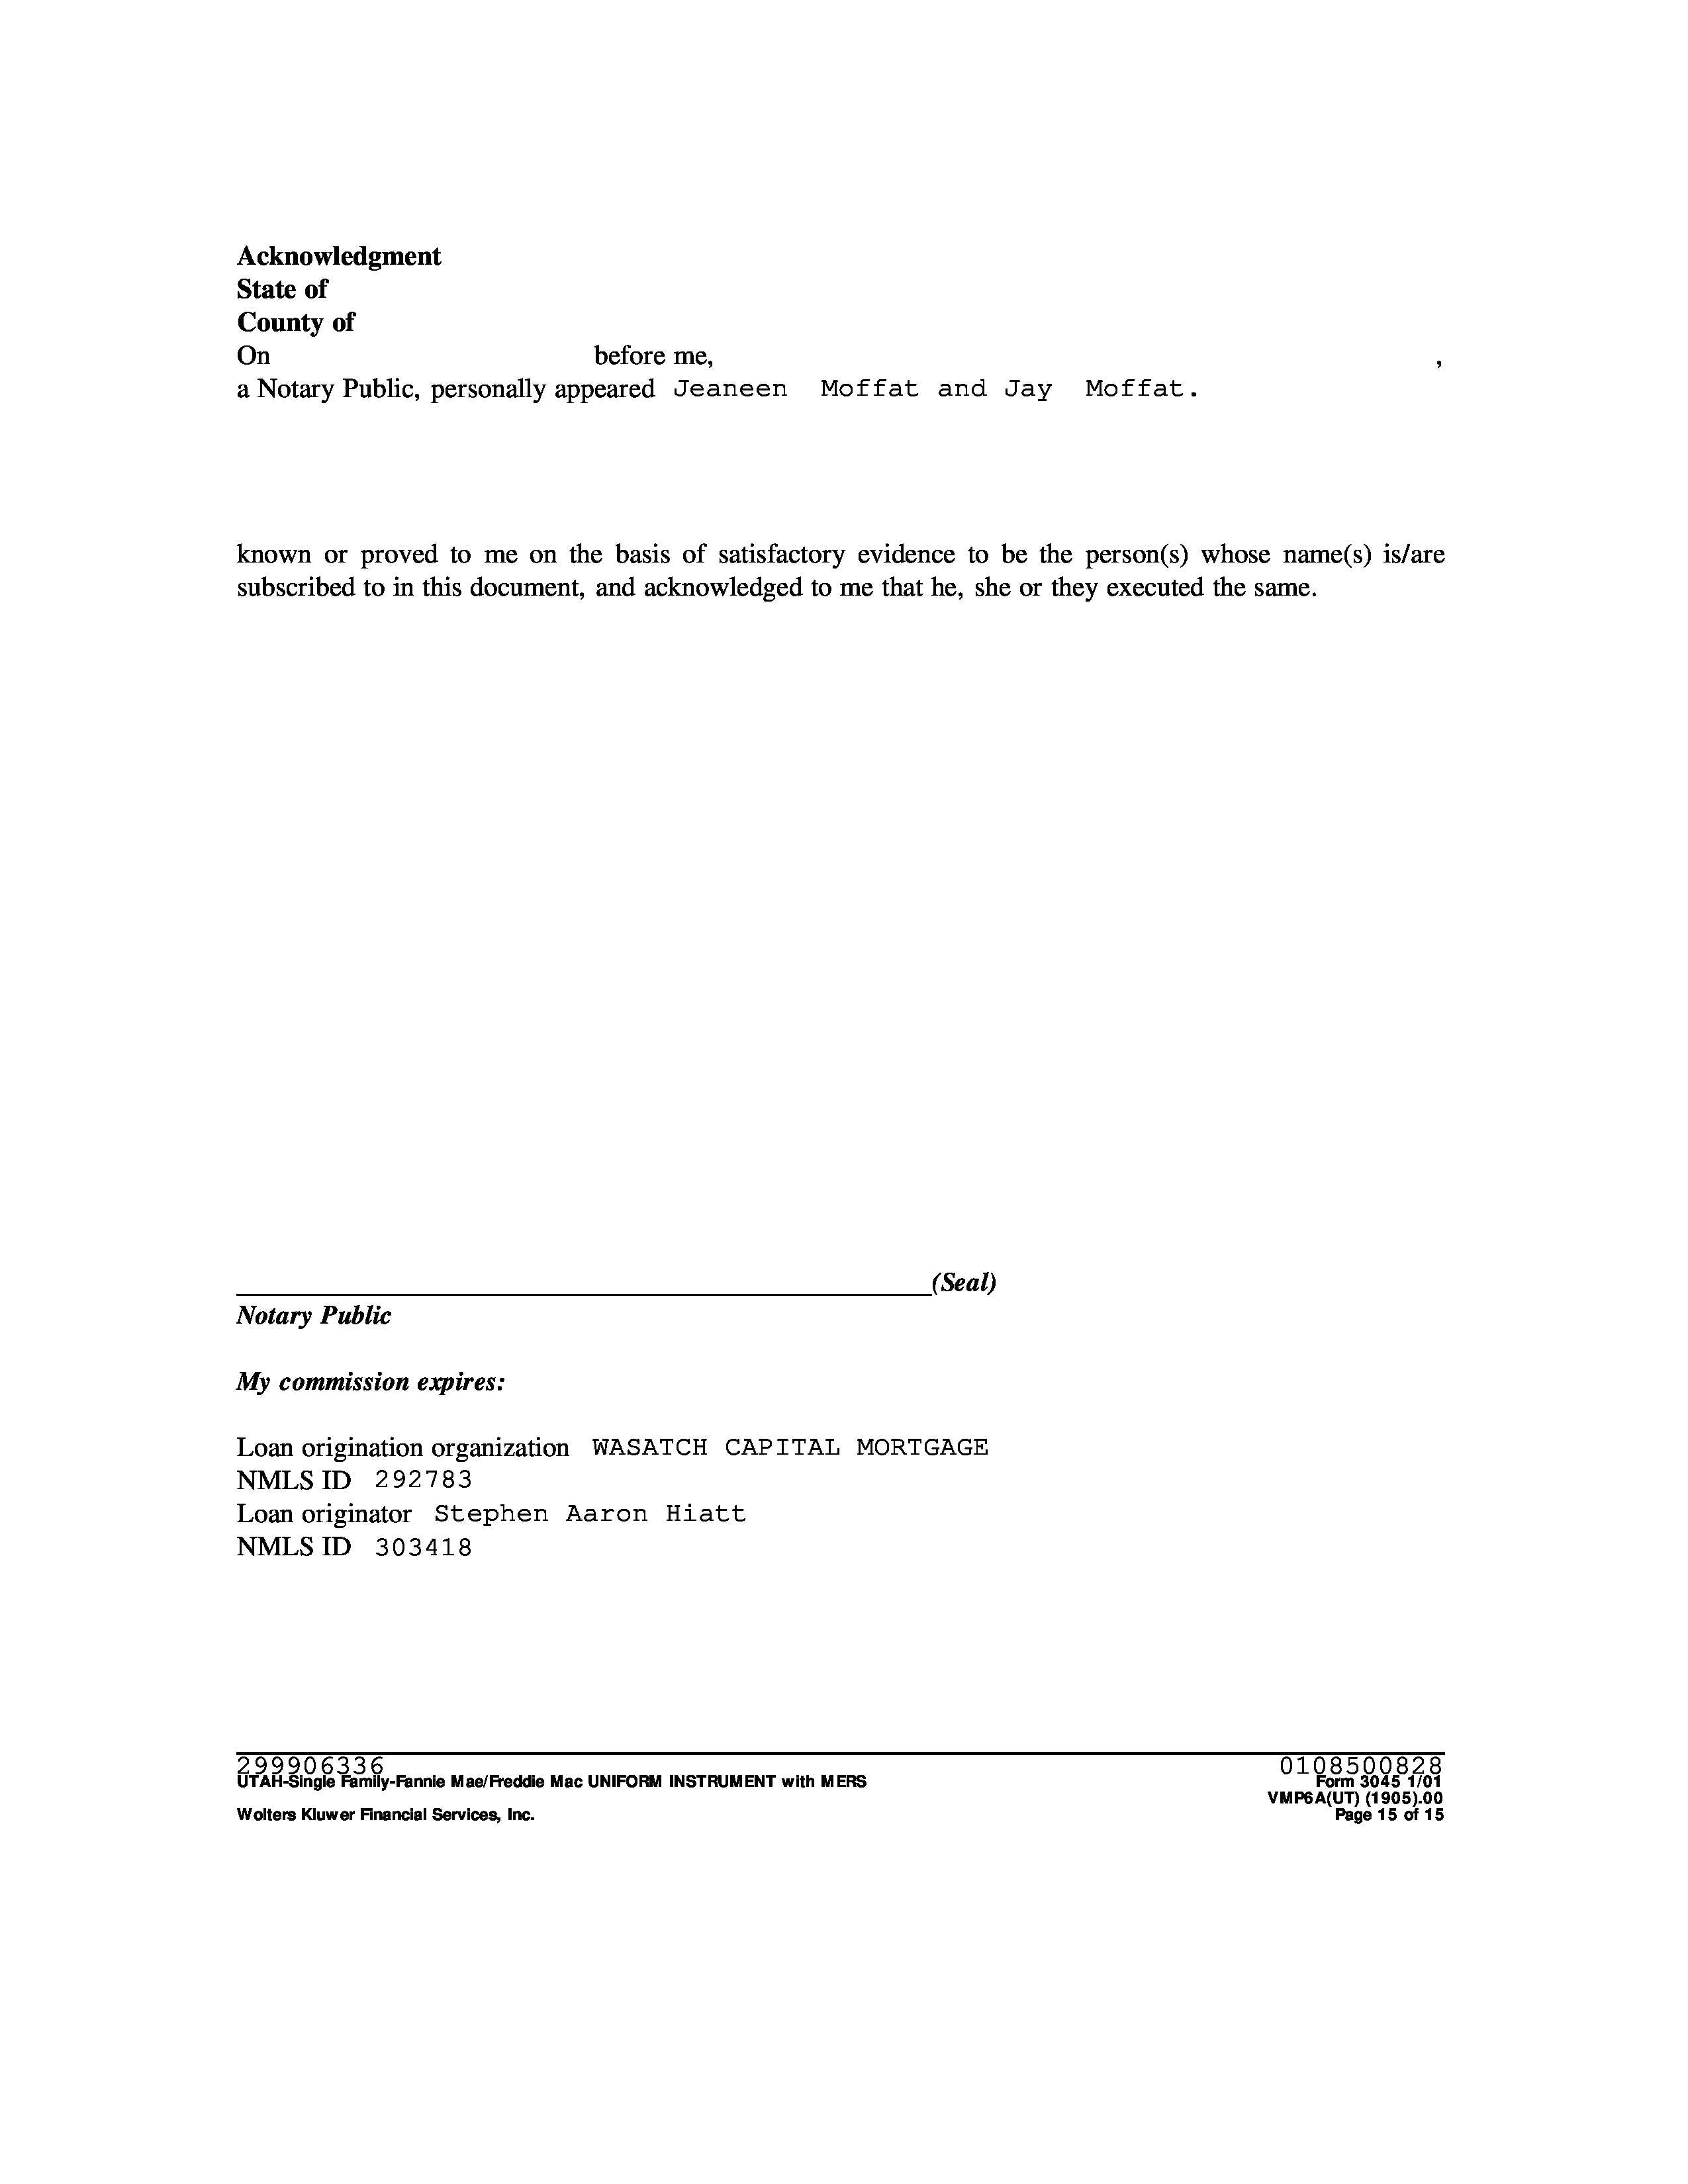 Acknowledgment
State of
County of
On before me, ,
a Notary Public, personally appeared Jeaneen Moffat and Jay Moffat.
known or proved to me on the basis of satisfactory evidence to be the person(s) whose name(s) is/are
subscribed to in this document, and acknowledged to me that he, she or they executed the same.
(Seal)
Notary Public
My commission expires:
Loan origination organization WASATCH CAPITAL MORTGAGE
NMLS ID 292783
Loan originator Stephen Aaron Hiatt
NMLS ID 303418
299906336 0108500828
UTAH-Single Family-Fannie Mae/Freddie Mac UNIFORM INSTRUMENT with MERS Form 3045 1/01
VMP6A(UT) (1905).00
Wolters Kluwer Financial Services, Inc. Page 15 of 15